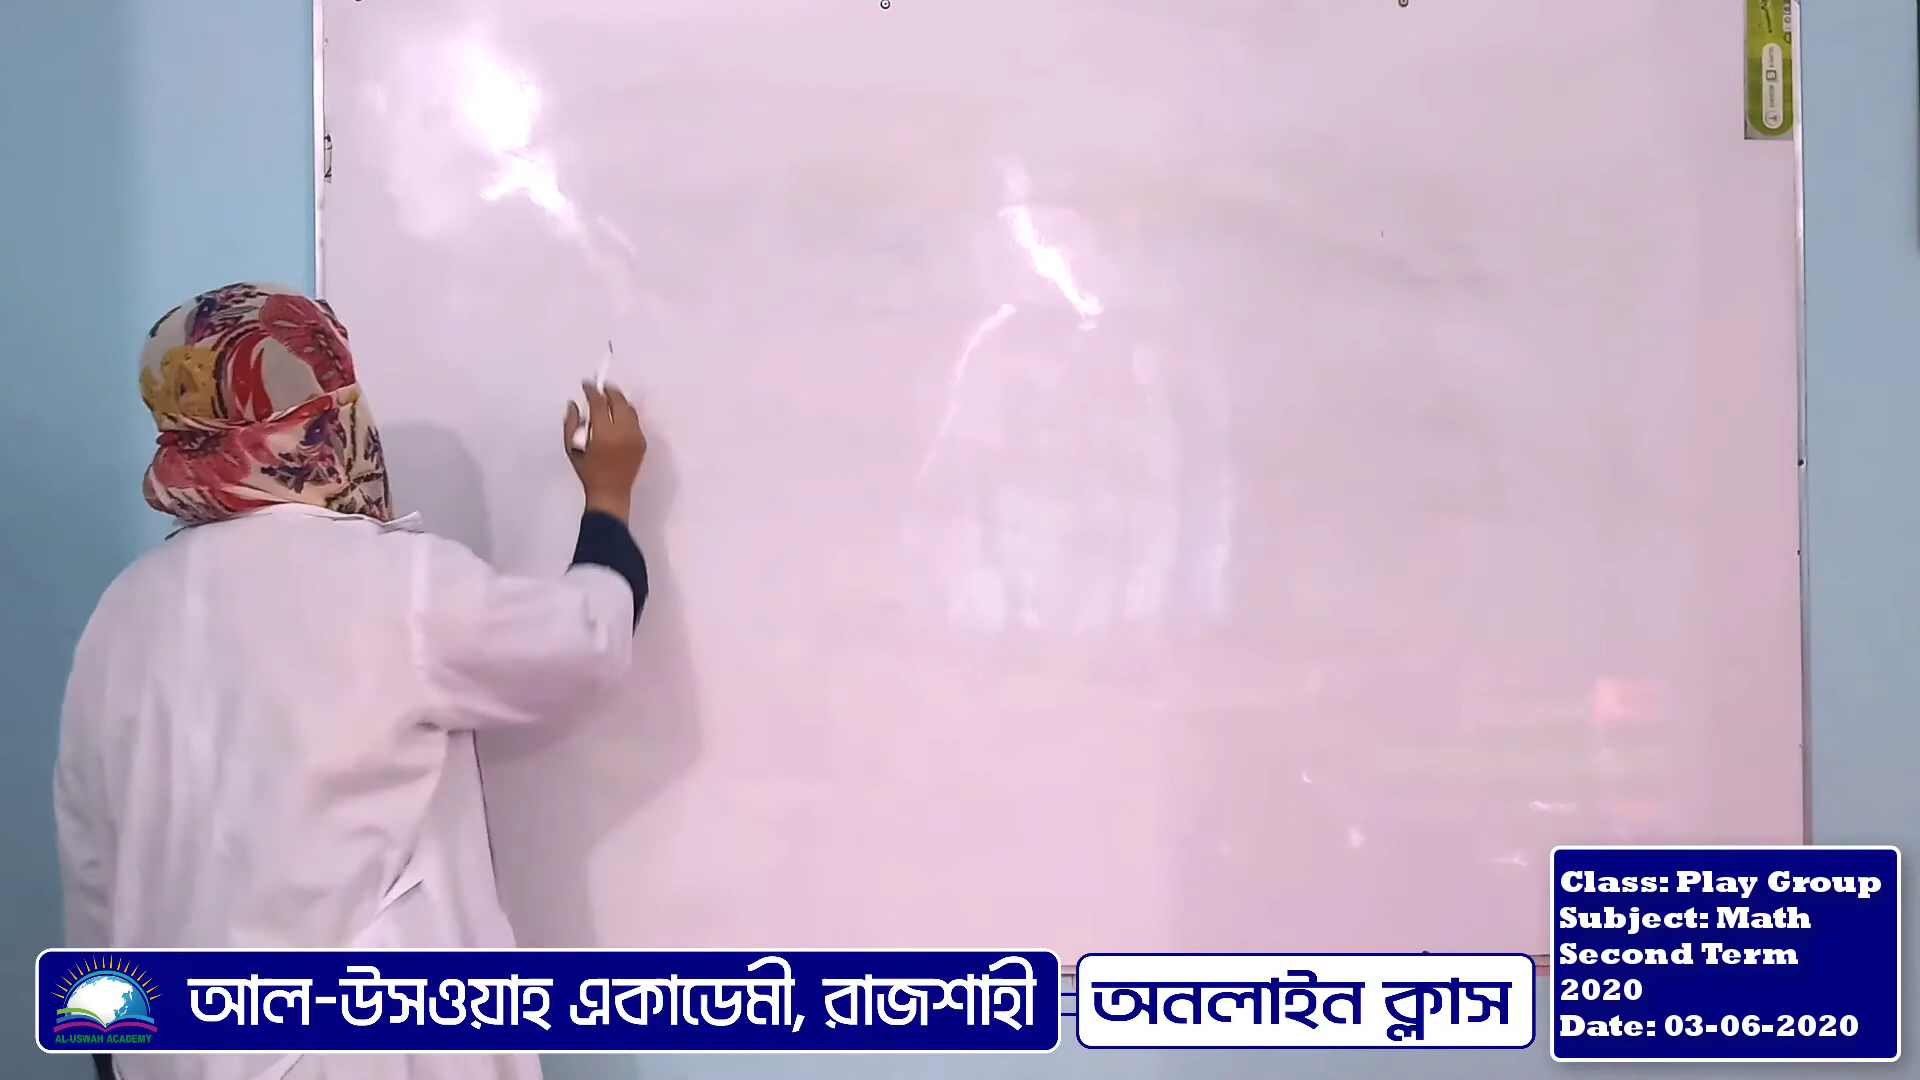 Class: Play Group
Subject: Math
Second Term
2020
Date: 03-06-2020
আল-উসওয়াহ একাডেমী, রাজশাহী
অনলাইন ক্লাস
AL-USWAH ACADEMY